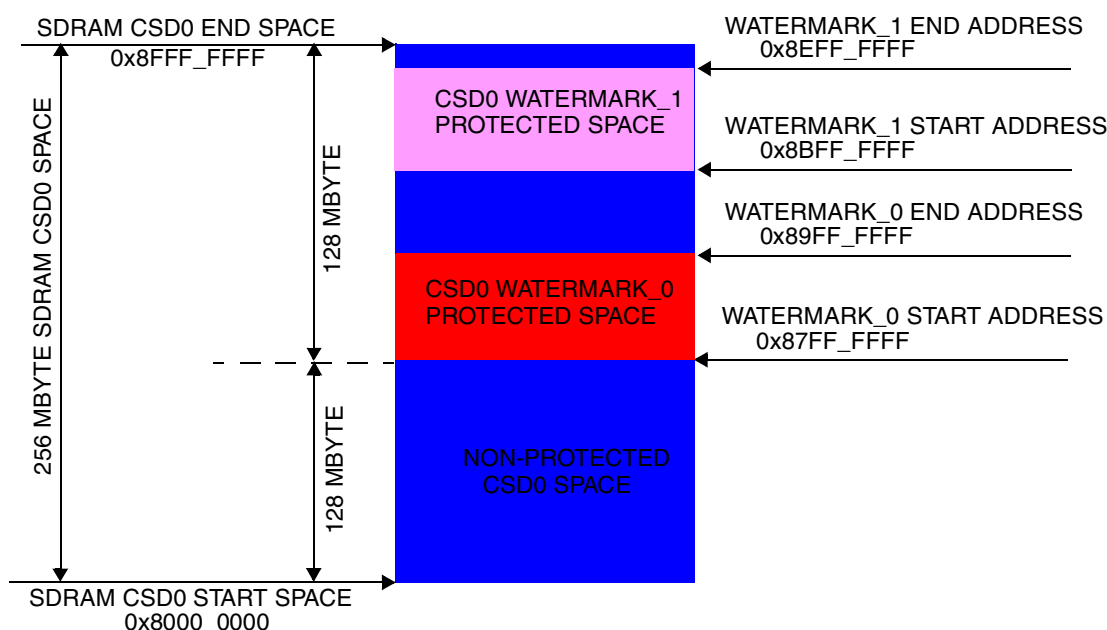 SDRAM CSD0 END SPACE
0x8FFF_FFFF
WATERMARK_1 END ADDRESS
0x8EFF_FFFF
CSD0 WATERMARK_1
PROTECTED SPACE
WATERMARK_1 START ADDRESS
0x8BFF_FFFF
256 MBYTE SDRAM CSD0 SPACE
128 MBYTE
WATERMARK_0 END ADDRESS
0x89FF_FFFF
CSD0 WATERMARK_0
PROTECTED SPACE
WATERMARK_0 START ADDRESS
0x87FF_FFFF
128 MBYTE
NON-PROTECTED
CSD0 SPACE
SDRAM CSD0 START SPACE
0x8000_0000